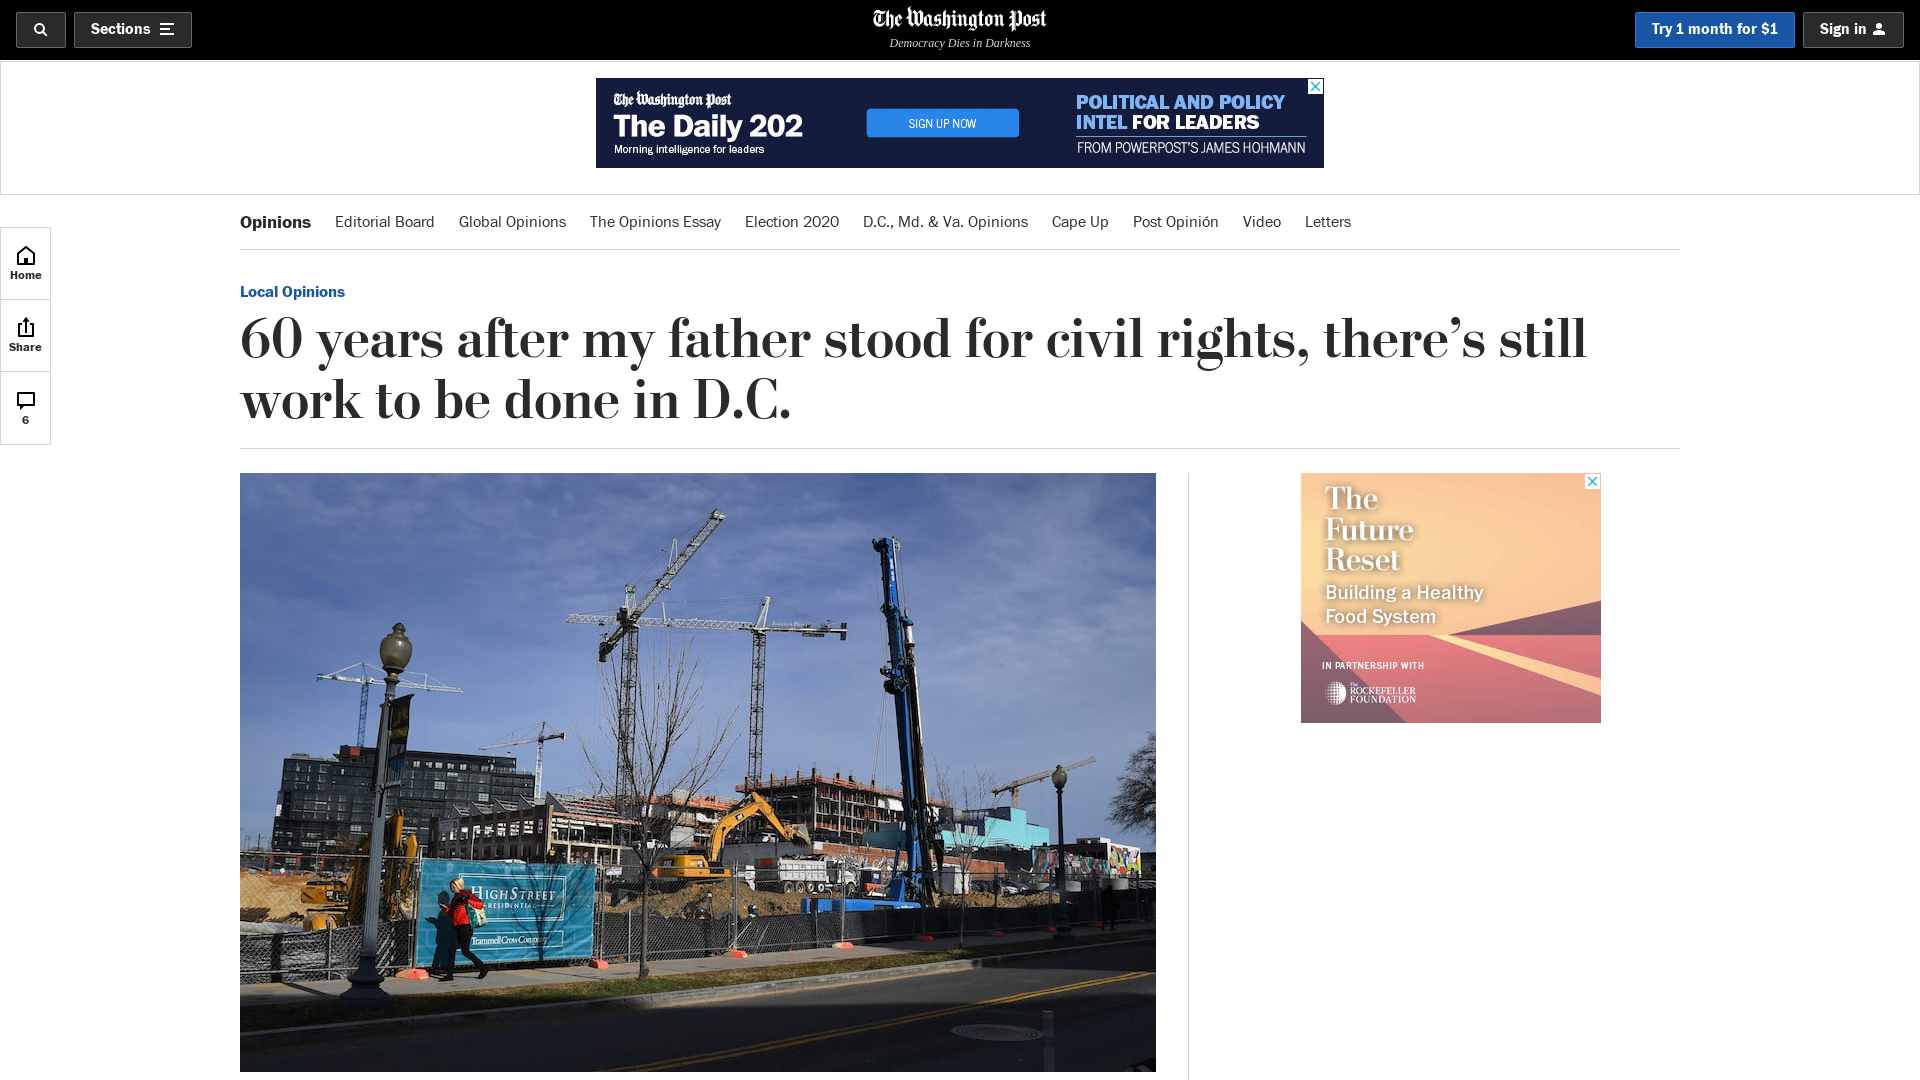 Sections
The Washington Post
Democracy Dies in Darkness
Try 1 month for $1
Sign in
The Washington Post
The Daily 202
Morning intelligence for leaders
SIGN UP NOW
POLITICAL AND POLICY
INTEL FOR LEADERS
FROM POWERPOST'S JAMES HOHMANN
Opinions
Editorial Board
Global Opinions
The Opinions Essay
Election 2020
D.C., Md. & Va. Opinions
Cape Up
Post Opinión
Video
Letters
Home
Share
6
Local Opinions
60 years after my father stood for civil rights, there’s still
work to be done in D.C.
HIGH STREET
RESIDENTIAL
Trammell Crow Company
The
Future
Reset
Building a Healthy
Food System
IN PARTNERSHIP WITH
The
ROCKEFELLER
FOUNDATION